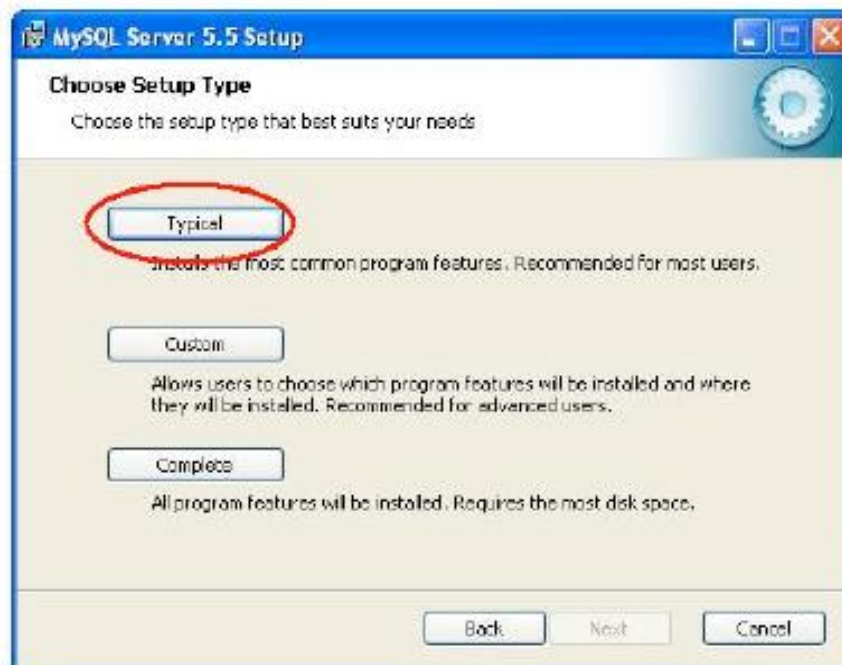 MySQL Server 5.5 Setup
Choose Setup Type
Choose the setup type that best suits your needs
Typical
Installs the most common program features. Recommended for most users.
Custom
Allows users to choose which program features will be installed and where
they will be installed. Recommended for advanced users.
Complete
All program features will be installed. Requires the most disk space.
Back
Next
Cancel